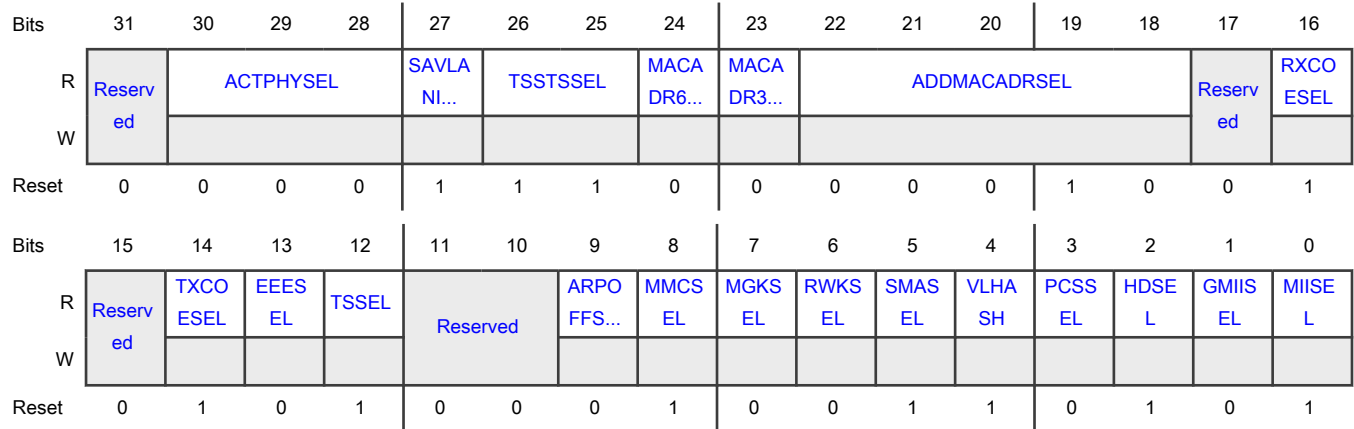 Bits 31 30 29 28 27 26 25 24 23 22 21 20 19 18 17 16
R Reserv ACTPHYSEL SAVLA TSSTSSEL MACA MACA ADDMACADRSEL Reserv RXCO
ed NI... DR6... DR3... ed ESEL
W
Reset 0 0 0 0 1 1 1 0 0 0 0 0 1 0 0 1
Bits 15 14 13 12 11 10 9 8 7 6 5 4 3 2 1 0
R Reserv TXCO EEES TSSEL Reserved ARPO MMCS MGKS RWKS SMAS VLHA PCSS HDSE GMIIS MIISE
ed ESEL EL FFS... EL EL EL EL SH EL L EL L
W
Reset 0 1 0 1 0 0 0 1 0 0 1 1 0 1 0 1